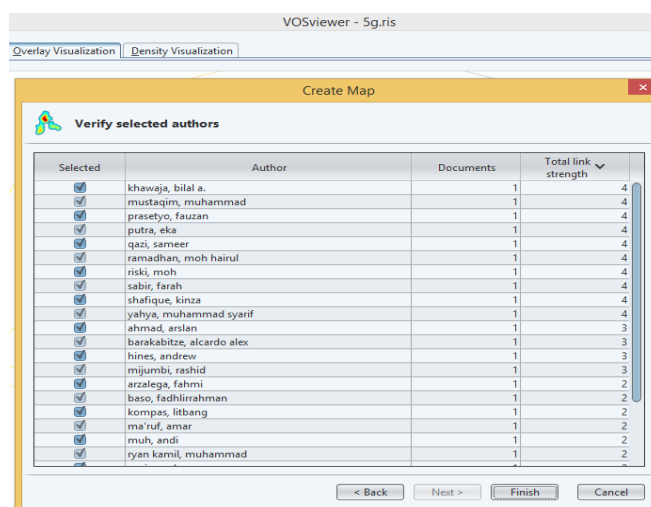 VOSviewer - 5g.ris
Overlay Visualization Density Visualization
Create Map
Verify selected authors
Selected Author Documents Total link strength
khawaja, bilal a. 1 4
mustaqim, muhammad 1 4
prasetyo, fauzan 1 4
putra, eka 1 4
qazi, sameer 1 4
ramadhan, moh hairul 1 4
riski, moh 1 4
sabir, farah 1 4
shafique, kinza 1 4
yahya, muhammad syarif 1 4
ahmad, arslan 1 3
barakabitze, alcardo alex 1 3
hines, andrew 1 3
mijumbi, rashid 1 3
arzalega, fahmi 1 2
baso, fadhlirrahman 1 2
kompas, litbang 1 2
ma'ruf, amar 1 2
muh, andi 1 2
ryan kamil, muhammad 1 2
< Back Next > Finish Cancel